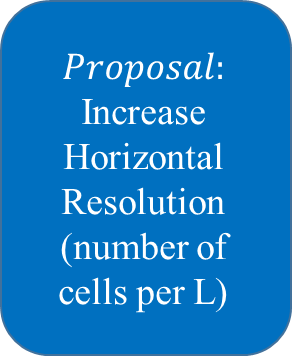 Proposal:
Increase
Horizontal
Resolution
(number of
cells per L)